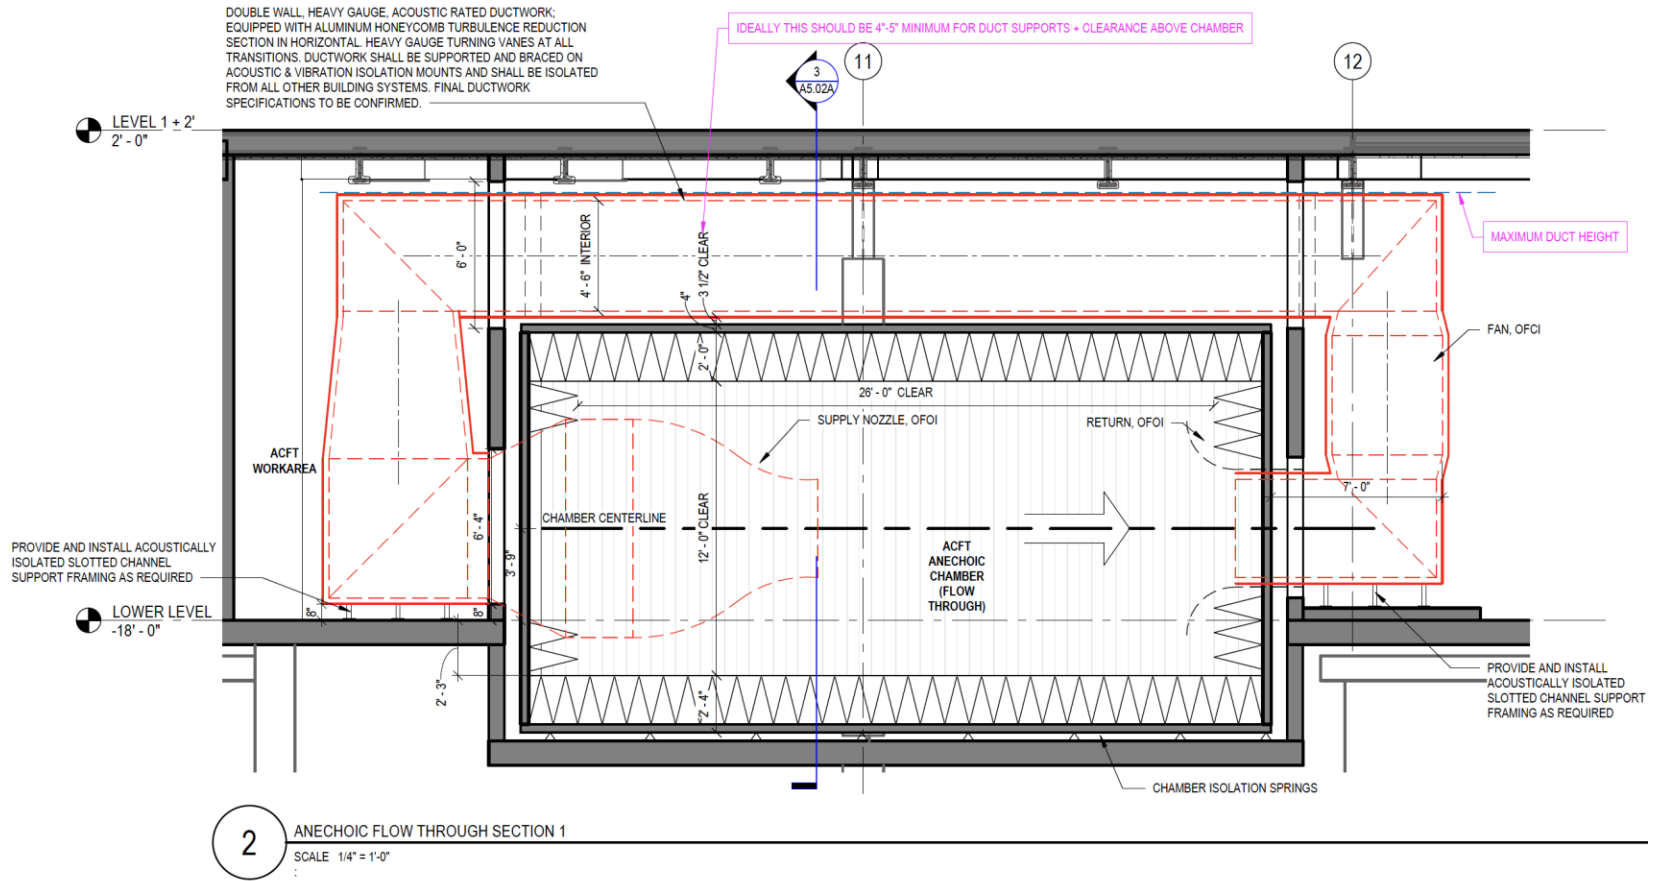 DOUBLE WALL, HEAVY GAUGE, ACOUSTIC RATED DUCTWORK;
EQUIPPED WITH ALUMINUM HONEYCOMB TURBULENCE REDUCTION
SECTION IN HORIZONTAL. HEAVY GAUGE TURNING VANES AT ALL
TRANSITIONS. DUCTWORK SHALL BE SUPPORTED AND BRACED ON
ACOUSTIC & VIBRATION ISOLATION MOUNTS AND SHALL BE ISOLATED
FROM ALL OTHER BUILDING SYSTEMS. FINAL DUCTWORK
SPECIFICATIONS TO BE CONFIRMED.
IDEALLY THIS SHOULD BE 4"-5" MINIMUM FOR DUCT SUPPORTS + CLEARANCE ABOVE CHAMBER
3
A5.02A
11
12
LEVEL 1 + 2'
2' - 0"
6' - 0"
4' - 6" INTERIOR
4"
3 1/2" CLEAR
MAXIMUM DUCT HEIGHT
FAN, OFCI
2' - 0"
26' - 0" CLEAR
SUPPLY NOZZLE, OFOI
RETURN, OFOI
ACFT
WORKAREA
7' - 0"
6' - 4"
3' - 9"
CHAMBER CENTERLINE
12' - 0" CLEAR
ACFT
ANECHOIC
CHAMBER
(FLOW
THROUGH)
PROVIDE AND INSTALL ACOUSTICALLY
ISOLATED SLOTTED CHANNEL
SUPPORT FRAMING AS REQUIRED
LOWER LEVEL
-18' - 0"
8"
8"
2' - 3"
2' - 4"
PROVIDE AND INSTALL
ACOUSTICALLY ISOLATED
SLOTTED CHANNEL SUPPORT
FRAMING AS REQUIRED
CHAMBER ISOLATION SPRINGS
2
ANECHOIC FLOW THROUGH SECTION 1
SCALE 1/4" = 1'-0"
: